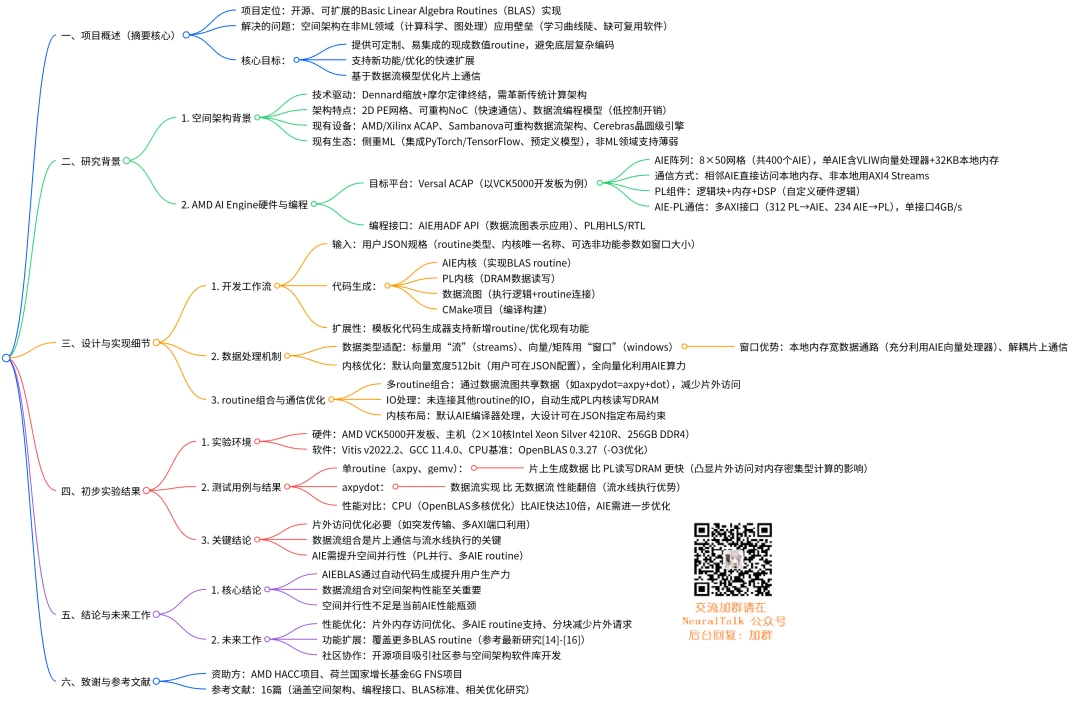 一、项目概述（摘要核心）
项目定位：开源、可扩展的Basic Linear Algebra Routines（BLAS）实现
解决的问题：空间架构在非ML领域（计算科学、图处理）应用壁垒（学习曲线陡、缺可复用软件）
核心目标：
提供可定制、易集成的现成数值routine，避免底层复杂编码
支持新功能/优化的快速扩展
基于数据流模型优化片上通信
二、研究背景
1. 空间架构背景
技术驱动：Dennard缩放+摩尔定律终结，需革新传统计算架构
架构特点：2D PE网格、可重构NoC（快速通信）、数据流编程模型（低控制开销）
现有设备：AMD/Xilinx ACAP、Sambanova可重构数据流架构、Cerebras晶圆级引擎
现有生态：侧重ML（集成PyTorch/TensorFlow、预定义模型），非ML领域支持薄弱
2. AMD AI Engine硬件与编程
目标平台：Versal ACAP（以VCK5000开发板为例）
AIE阵列：8×50网格（共400个AIE），单AIE含VLIW向量处理器+32KB本地内存
通信方式：相邻AIE直接访问本地内存、非本地用AXI4 Streams
PL组件：逻辑块+内存+DSP（自定义硬件逻辑）
AIE-PL通信：多AXI接口（312 PL→AIE、234 AIE→PL），单接口4GB/s
编程接口：AIE用ADF API（数据流图表示应用）、PL用HLS/RTL
三、设计与实现细节
1. 开发工作流
输入：用户JSON规格（routine类型、内核唯一名称、可选非功能参数如窗口大小）
代码生成：
AIE内核（实现BLAS routine）
PL内核（DRAM数据读写）
数据流图（执行逻辑+routine连接）
CMake项目（编译构建）
扩展性：模板化代码生成器支持新增routine/优化现有功能
2. 数据处理机制
数据类型适配：标量用“流”（streams）、向量/矩阵用“窗口”（windows）
窗口优势：本地内存宽数据通路（充分利用AIE向量处理器）、解耦片上通信
内核优化：默认向量宽度512bit（用户可在JSON配置），全向量化利用AIE算力
3. routine组合与通信优化
多routine组合：通过数据流图共享数据（如axpydot=axpy+dot），减少片外访问
IO处理：未连接其他routine的IO，自动生成PL内核读写DRAM
内核布局：默认AIE编译器处理，大设计可在JSON指定布局约束
四、初步实验结果
1. 实验环境
硬件：AMD VCK5000开发板、主机（2×10核Intel Xeon Silver 4210R、256GB DDR4）
软件：Vitis v2022.2、GCC 11.4.0、CPU基准：OpenBLAS 0.3.27（-O3优化）
2. 测试用例与结果
单routine（axpy、gemv）：
片上生成数据 比 PL读写DRAM 更快（凸显片外访问对内存密集型计算的影响）
axpydot：
数据流实现 比 无数据流 性能翻倍（流水线执行优势）
性能对比：CPU（OpenBLAS多核优化）比AIE快达10倍，AIE需进一步优化
3. 关键结论
片外访问优化必要（如突发传输、多AXI端口利用）
数据流组合是片上通信与流水线执行的关键
AIE需提升空间并行性（PL并行、多AIE routine）
五、结论与未来工作
1. 核心结论
AIEBLAS通过自动代码生成提升用户生产力
数据流组合对空间架构性能至关重要
空间并行性不足是当前AIE性能瓶颈
2. 未来工作
性能优化：片外内存访问优化、多AIE routine支持、分块减少片外请求
功能扩展：覆盖更多BLAS routine（参考最新研究[14]-[16]）
社区协作：开源项目吸引社区参与空间架构软件库开发
六、致谢与参考文献
资助方：AMD HACC项目、荷兰国家增长基金6G FNS项目
参考文献：16篇（涵盖空间架构、编程接口、BLAS标准、相关优化研究）
交流加群请在
NeuralTalk 公众号
后台回复：加群